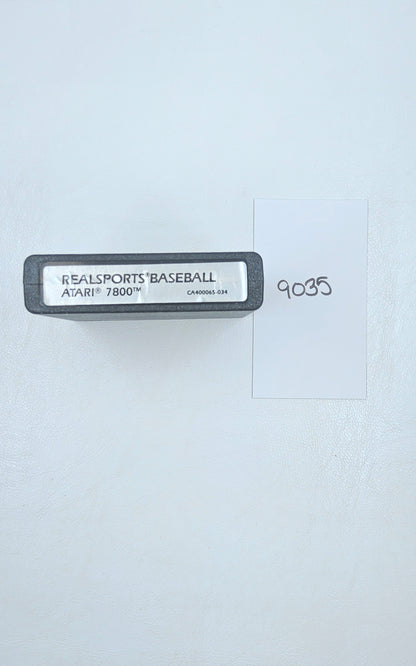 REALSPORTS® BASEBALL
ATARI® 7800™
CA400065-034
9035